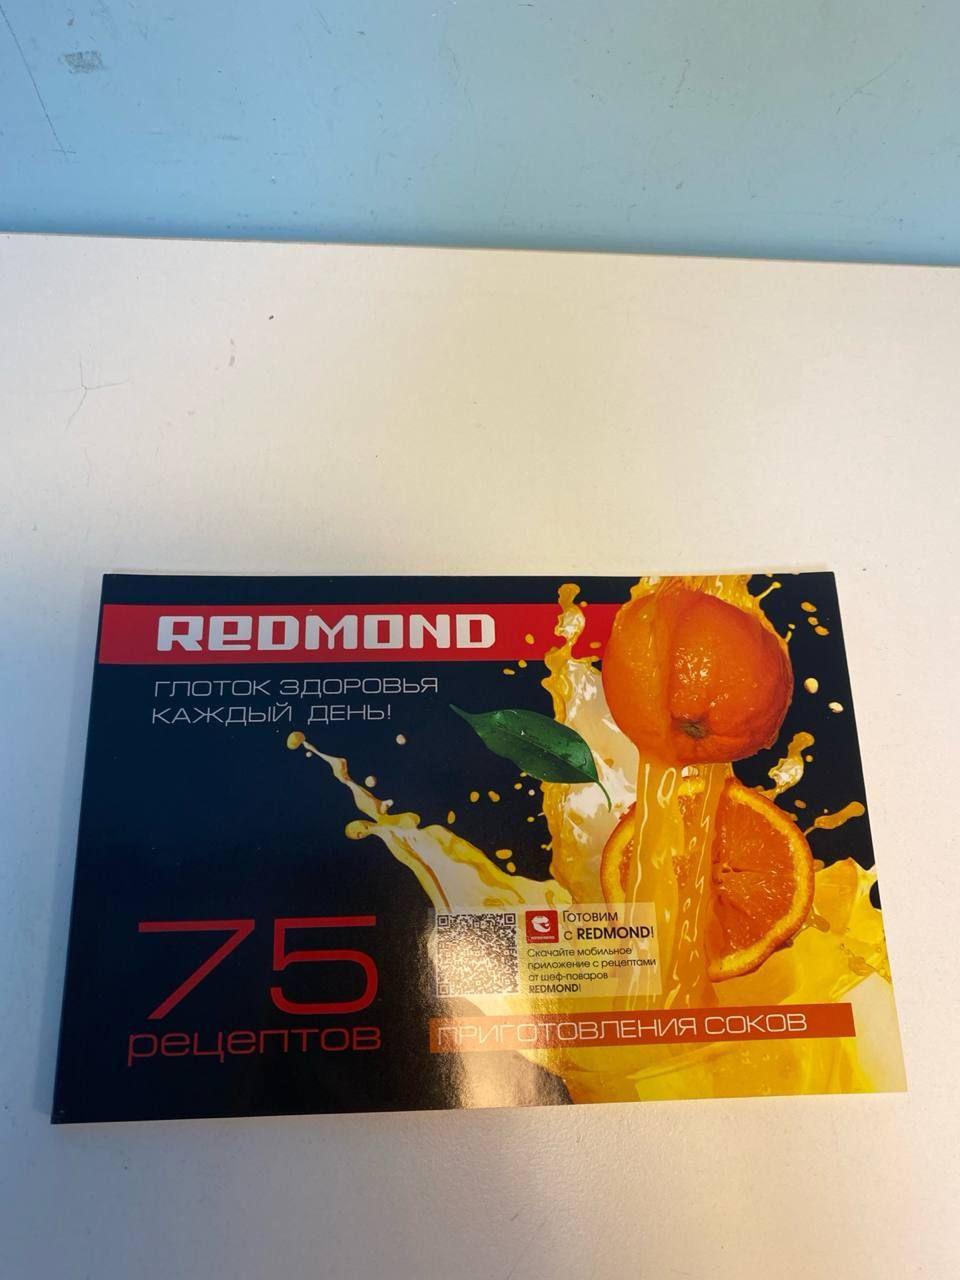 REDMOND
ГЛОТОК ЗДОРОВЬЯ
КАЖДЫЙ ДЕНЬ!
75
рецептов
Готовим
с REDMOND!
Скачайте мобильное
приложение с рецептами
от шеф-поваров
REDMOND!
ПРИГОТОВЛЕНИЯ СОКОВ